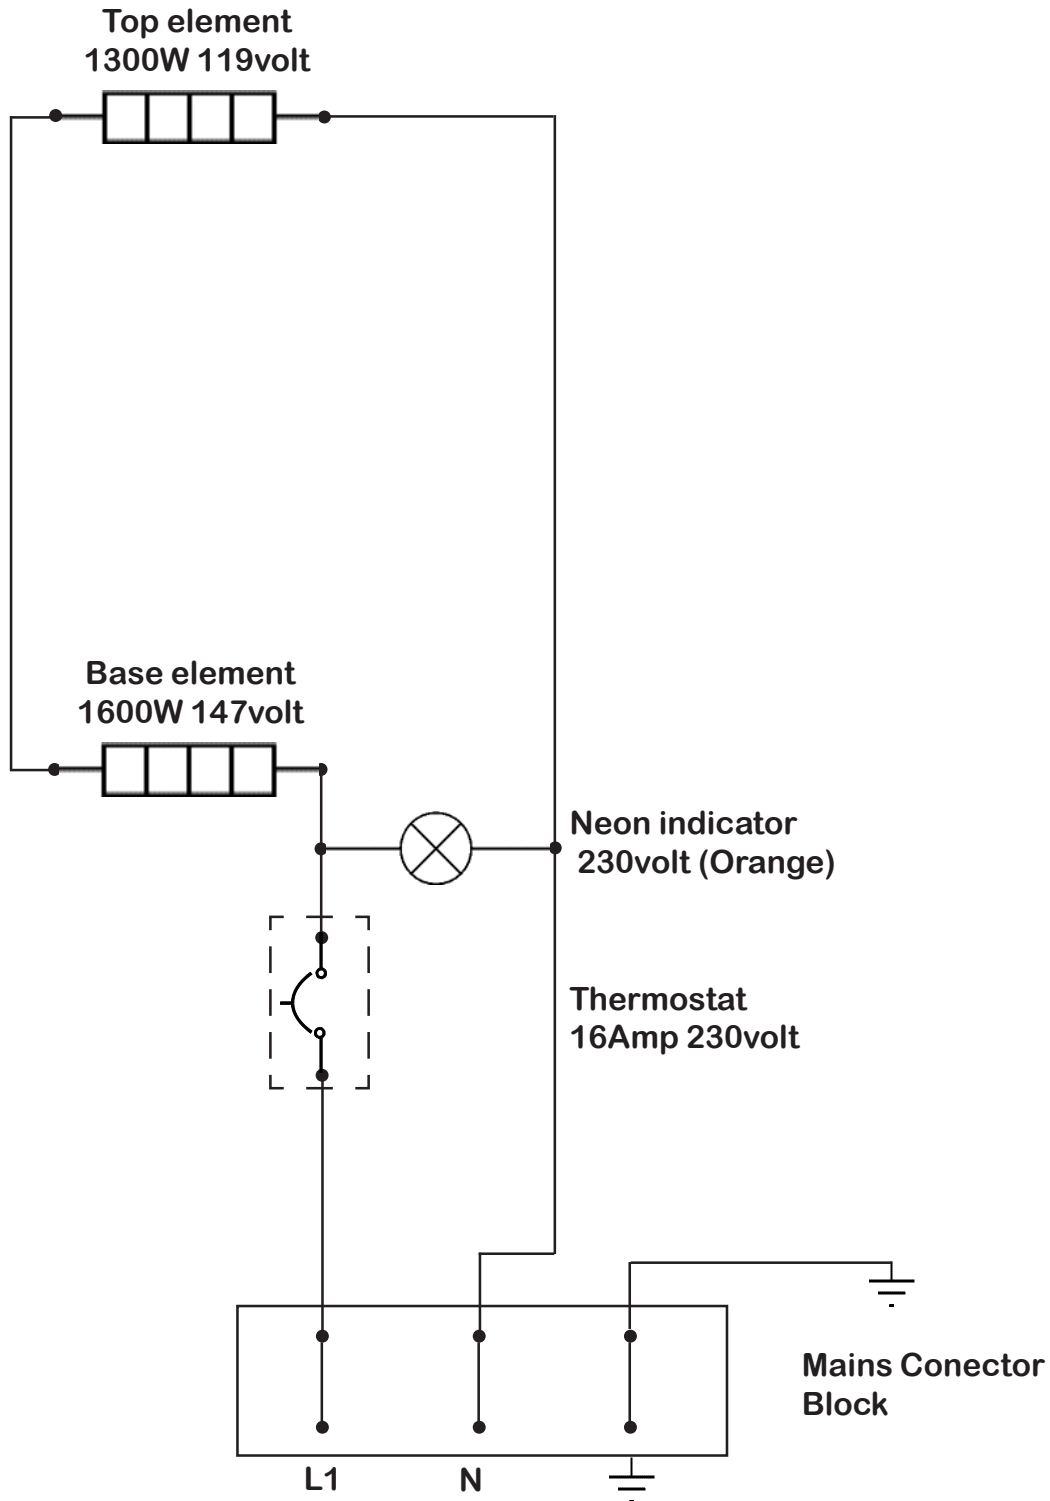 Top element
1300W 119volt
Base element
1600W 147volt
Neon indicator
230volt (Orange)
Thermostat
16Amp 230volt
Mains Conector
Block
L1
N